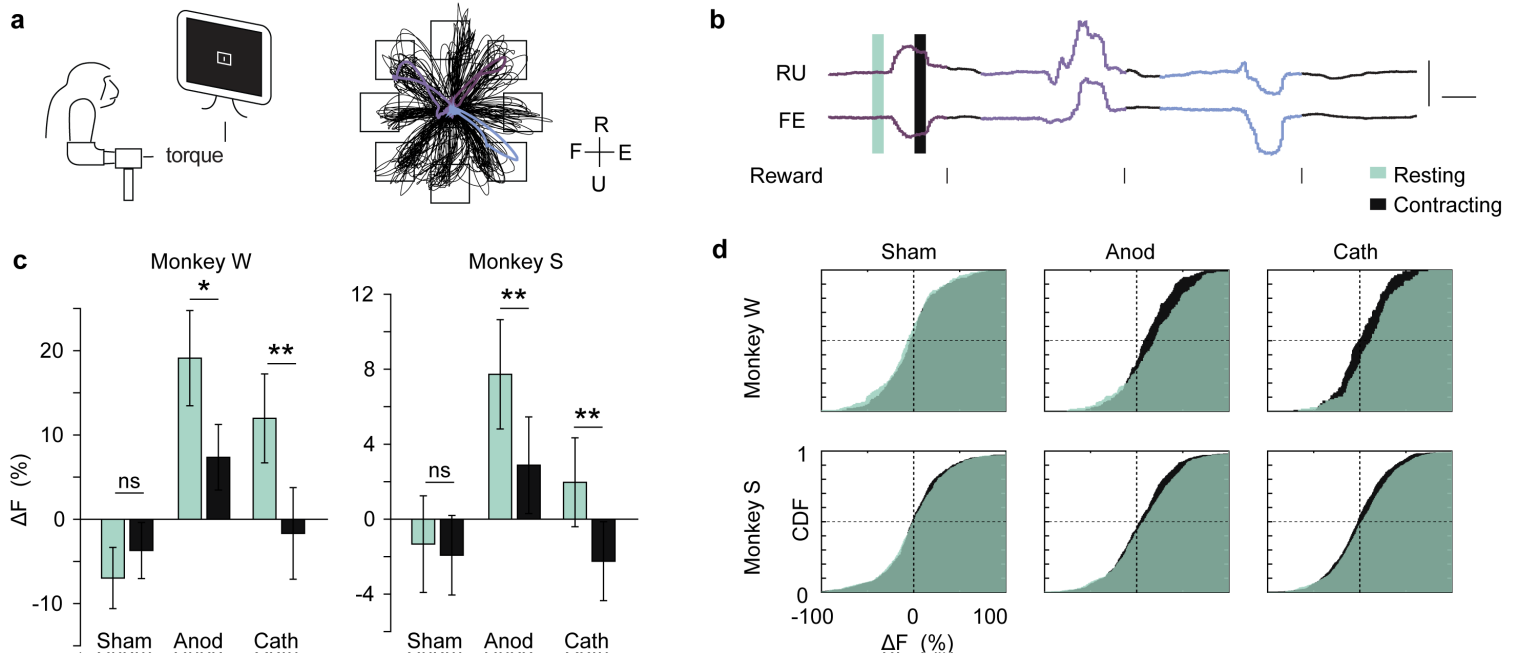 a
torque
R
F E
U
b
RU
FE
Reward
Resting
Contracting
c
Monkey W
ΔF (%)
20
10
0
-10
*
**
ns
Sham Anod Cath
Monkey S
12
8
4
0
-4
**
**
ns
Sham Anod Cath
d
Sham Anod Cath
Monkey W
Monkey S
CDF
1
0
-100 0 100
ΔF (%)